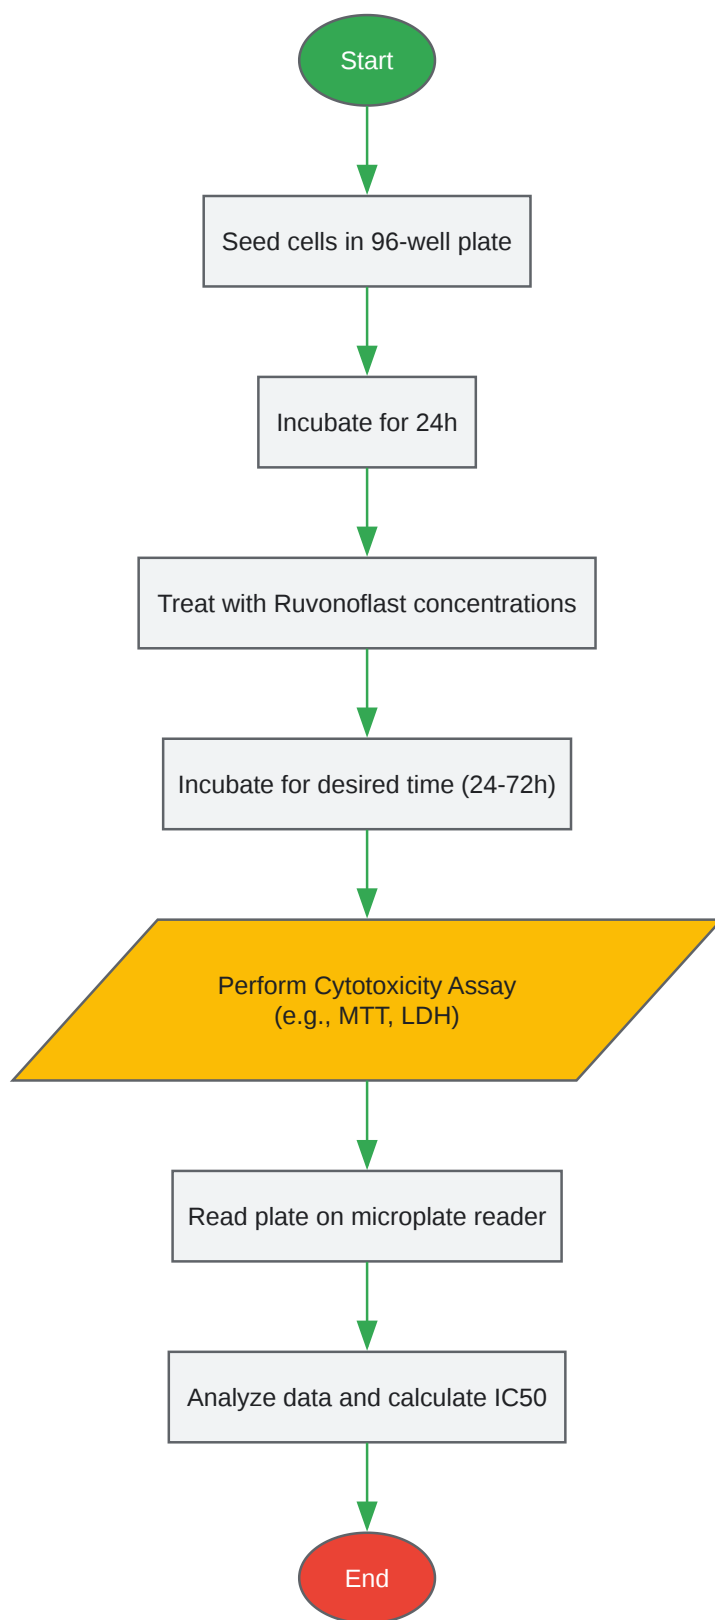 Start
Seed cells in 96-well plate
Incubate for 24h
Treat with Ruvonoflast concentrations
Incubate for desired time (24-72h)
Perform Cytotoxicity Assay
(e.g., MTT, LDH)
Read plate on microplate reader
Analyze data and calculate IC50
End